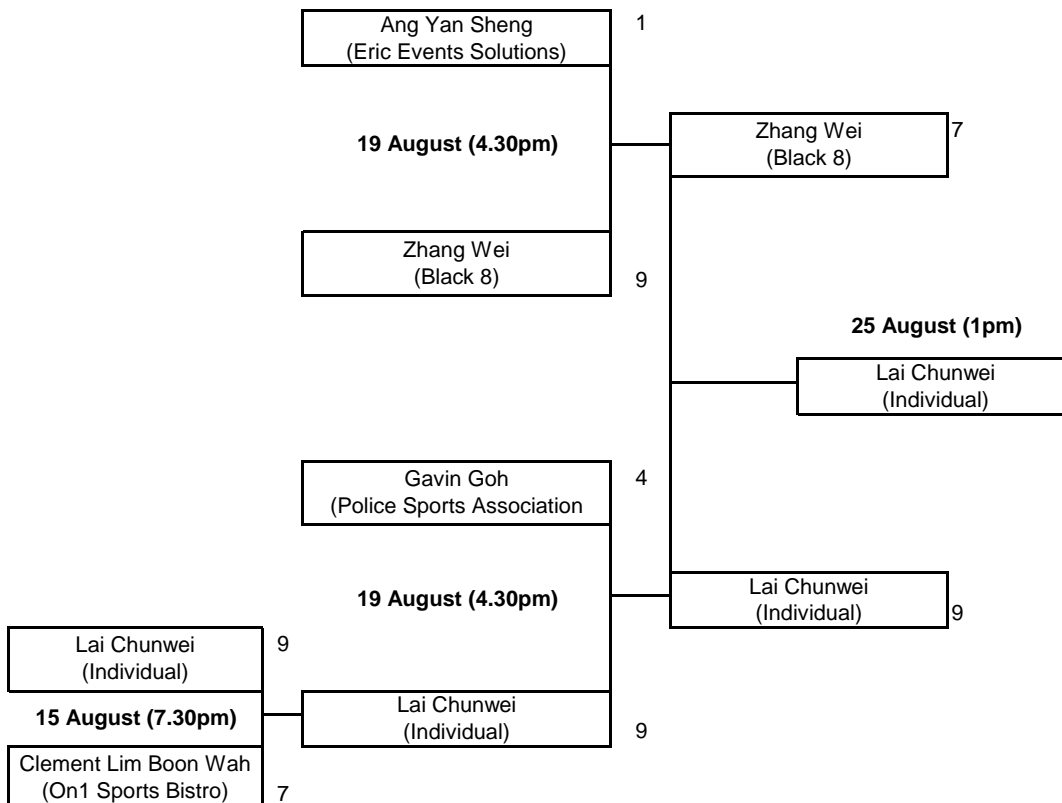 Ang Yan Sheng
(Eric Events Solutions)
1
19 August (4.30pm)
Zhang Wei
(Black 8)
7
Zhang Wei
(Black 8)
9
25 August (1pm)
Lai Chunwei
(Individual)
Gavin Goh
(Police Sports Association
4
19 August (4.30pm)
Lai Chunwei
(Individual)
9
Lai Chunwei
(Individual)
9
15 August (7.30pm)
Lai Chunwei
(Individual)
9
Clement Lim Boon Wah
(On1 Sports Bistro)
7